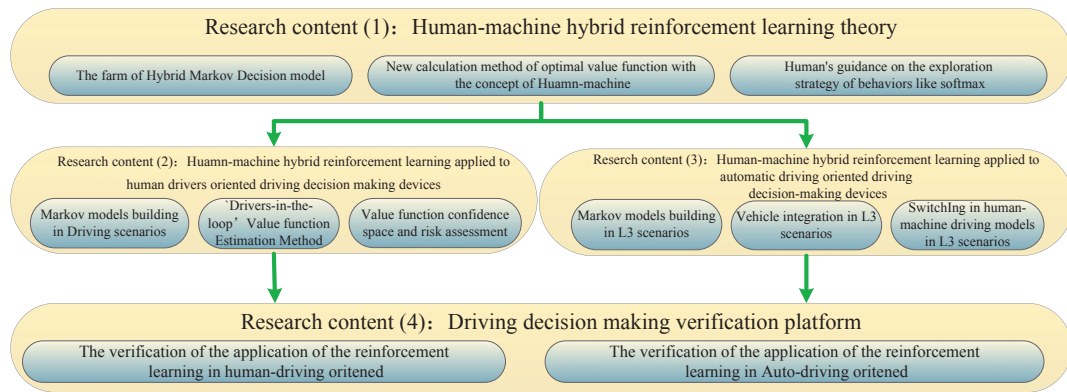 Research content (1)：Human-machine hybrid reinforcement learning theory
The farm of Hybrid Markov Decision model
New calculation method of optimal value function with
the concept of Huamn-machine
Human's guidance on the exploration
strategy of behaviors like softmax
Research content (2)：Huamn-machine hybrid reinforcement learning applied to
human drivers oriented driving decision making devices
Markov models building
in Driving scenarios
`Drivers-in-the-
loop’ Value function
Estimation Method
Value function confidence
space and risk assessment
Reserch content (3)：Human-machine hybrid reinforcement learning applied to
automatic driving oriented driving
decision-making devices
Markov models building
in L3 scenarios
Vehicle integration in L3
scenarios
SwitchIng in human-
machine driving models
in L3 scenarios
Research content (4)：Driving decision making verification platform
The verification of the application of the reinforcement
learning in human-driving oritened
The verification of the application of the reinforcement
learning in Auto-driving oritened